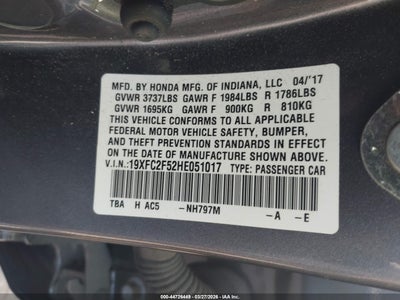 MFD. BY HONDA MFG. OF INDIANA, LLC 04/'17
GVWR 3737LBS GAWR F 1984LBS R 1786LBS
GVWR 1695KG GAWR F 900KG R 810KG
THIS VEHICLE CONFORMS TO ALL APPLICABLE
FEDERAL MOTOR VEHICLE SAFETY, BUMPER,
AND THEFT PREVENTION STANDARDS IN EFFECT
ON THE DATE OF MANUFACTURE SHOWN ABOVE.
V.I.N.:19XFC2F52HE051017 TYPE: PASSENGER CAR
TBA H AC5 -NH797M -A -E
000-44726449 - 03/27/2026 - IAAI.COM